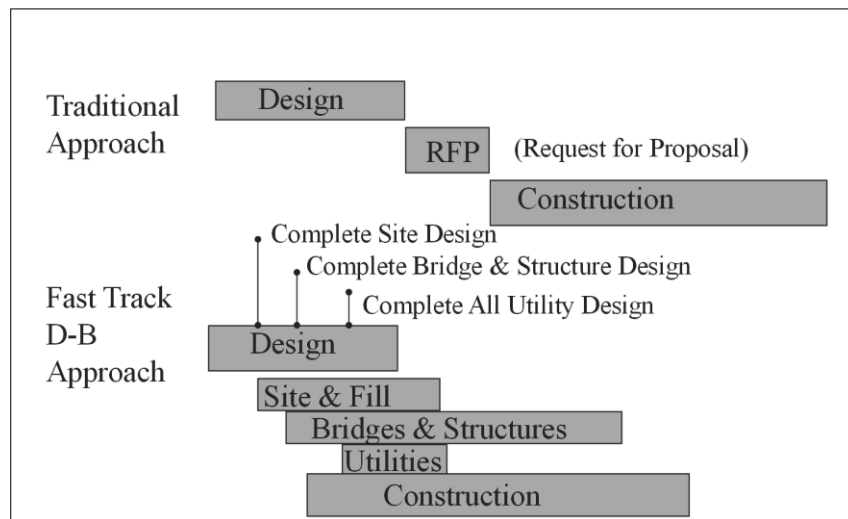 Traditional
Approach
Design
RFP
(Request for Proposal)
Construction
Complete Site Design
Complete Bridge & Structure Design
Complete All Utility Design
Fast Track
D-B
Approach
Design
Site & Fill
Bridges & Structures
Utilities
Construction